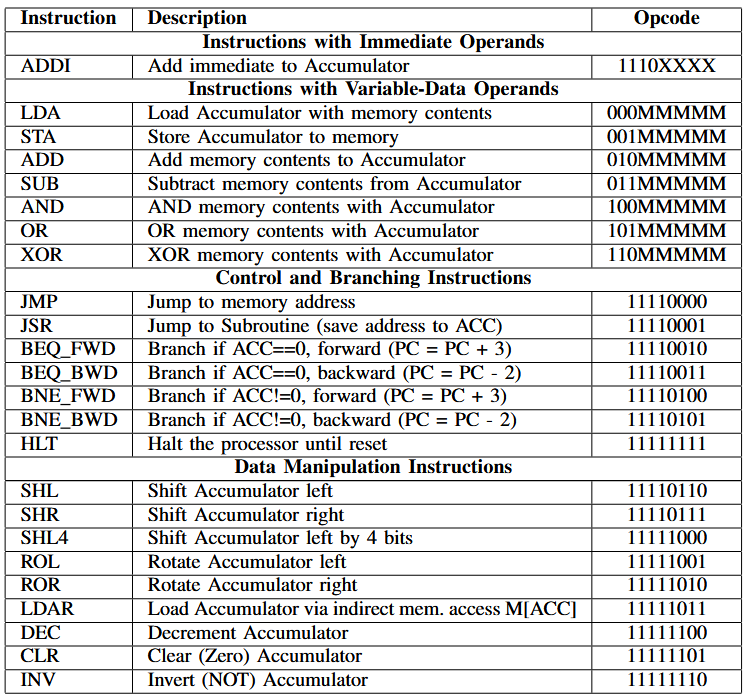 Instruction Description Opcode
Instructions with Immediate Operands
ADDI Add immediate to Accumulator 1110XXXX
Instructions with Variable-Data Operands
LDA Load Accumulator with memory contents 000MMMMM
STA Store Accumulator to memory 001MMMMM
ADD Add memory contents to Accumulator 010MMMMM
SUB Subtract memory contents from Accumulator 011MMMMM
AND AND memory contents with Accumulator 100MMMMM
OR OR memory contents with Accumulator 101MMMMM
XOR XOR memory contents with Accumulator 110MMMMM
Control and Branching Instructions
JMP Jump to memory address 11110000
JSR Jump to Subroutine (save address to ACC) 11110001
BEQ_FWD Branch if ACC==0, forward (PC = PC + 3) 11110010
BEQ_BWD Branch if ACC==0, backward (PC = PC - 2) 11110011
BNE_FWD Branch if ACC!=0, forward (PC = PC + 3) 11110100
BNE_BWD Branch if ACC!=0, backward (PC = PC - 2) 11110101
HLT Halt the processor until reset 11111111
Data Manipulation Instructions
SHL Shift Accumulator left 11110110
SHR Shift Accumulator right 11110111
SHL4 Shift Accumulator left by 4 bits 11111000
ROL Rotate Accumulator left 11111001
ROR Rotate Accumulator right 11111010
LDAR Load Accumulator via indirect mem. access M[ACC] 11111011
DEC Decrement Accumulator 11111100
CLR Clear (Zero) Accumulator 11111101
INV Invert (NOT) Accumulator 11111110